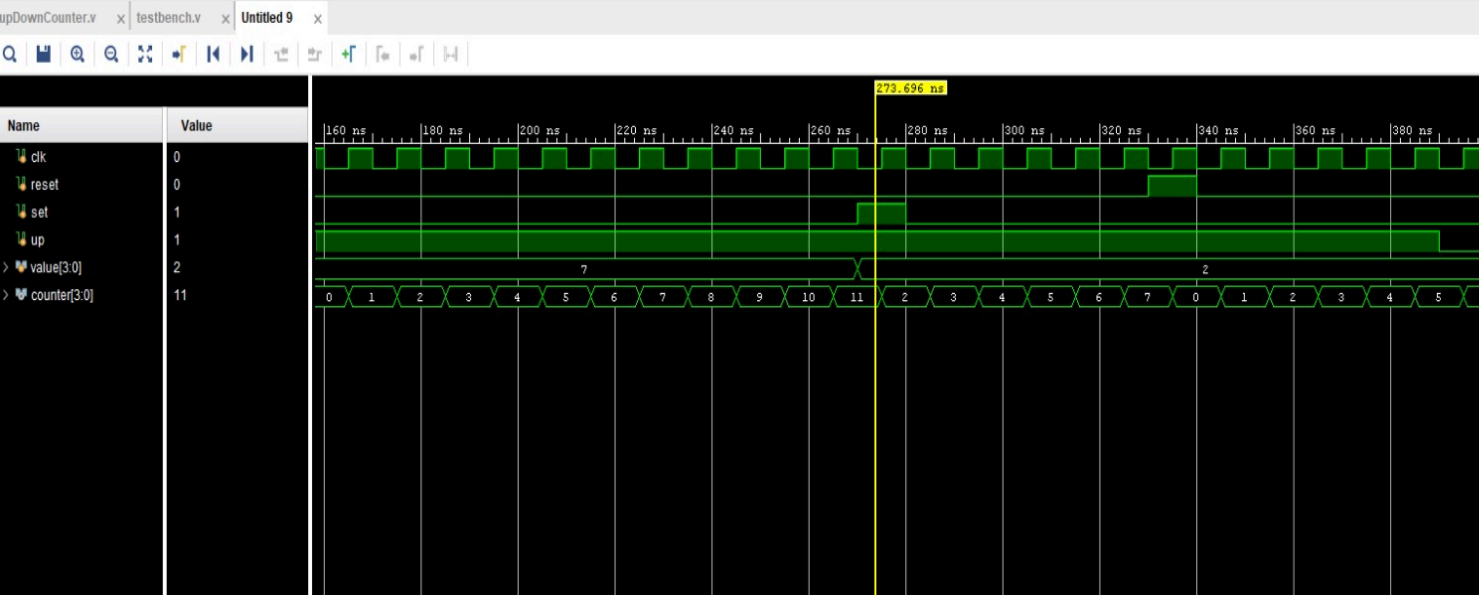 upDownCounter.v × testbench.v × Untitled 9 ×
273.696 ns
Name Value
160 ns 180 ns 200 ns 220 ns 240 ns 260 ns 280 ns 300 ns 320 ns 340 ns 360 ns 380 ns
clk 0
reset 0
set 1
up 1
value[3:0] 2 7 2
counter[3:0] 11 0 1 2 3 4 5 6 7 8 9 10 11 2 3 4 5 6 7 0 1 2 3 4 5